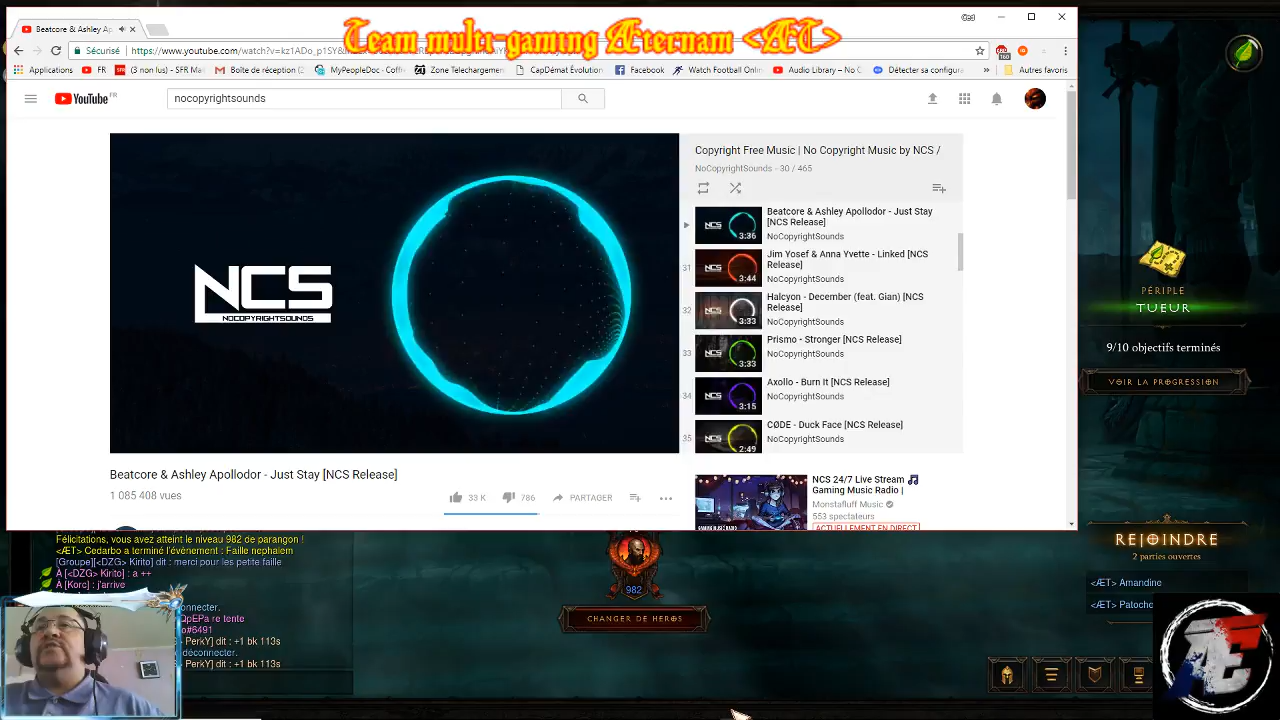 Team multi-gaming Æternam <ÆT>
Beatcore & Ashley Ap
Sécurisé
https://www.youtube.com/watch?v=kz1ADo_p1SY&
Applications
FR
(3 non lus)
Boîte de réception (
MyPeopleDoc - Coffr
Zone Telechargemen
CapDémat Évolution
Facebook
Watch Football Onlin
Audio Library – No C
Détecter sa configura
»
Autres favoris
YouTube FR
nocopyrightsounds
NCS
NOCOPYRIGHTSOUNDS
Copyright Free Music | No Copyright Music by NCS /
NoCopyrightSounds - 30 / 465
Beatcore & Ashley Apollodor - Just Stay
[NCS Release]
NoCopyrightSounds
NCS
3:36
31
Jim Yosef & Anna Yvette - Linked [NCS
Release]
NoCopyrightSounds
NCS
3:44
32
Halcyon - December (feat. Gian) [NCS
Release]
NoCopyrightSounds
NCS
3:33
33
Prismo - Stronger [NCS Release]
NoCopyrightSounds
NCS
3:33
34
Axollo - Burn It [NCS Release]
NoCopyrightSounds
NCS
3:15
35
CØDE - Duck Face [NCS Release]
NoCopyrightSounds
NCS
2:49
Beatcore & Ashley Apollodor - Just Stay [NCS Release]
1 085 408 vues
33 K
786
PARTAGER
NCS 24/7 Live Stream 🎵
Gaming Music Radio |
Monstafluff Music
553 spectateurs
ACTUELLEMENT EN DIRECT
PÉRIPLE
TUEUR
9/10 objectifs terminés
VOIR LA PROGRESSION
REJOINDRE
2 parties ouvertes
<ÆT> Amandine
<ÆT> Patoche
Félicitations, vous avez atteint le niveau 982 de parangon !
<ÆT> Cedarbo a terminé l'évènement : Faille nephalem
[Groupe][<DZG> Kirito] dit : merci pour les petite faille
À [<DZG> Kirito] : a ++
À [Korc] : j'arrive
connecter.
re tente
#6491
PerkY] dit : +1 bk 113s
déconnecter.
PerkY] dit : +1 bk 113s
982
CHANGER DE HÉROS
Æ